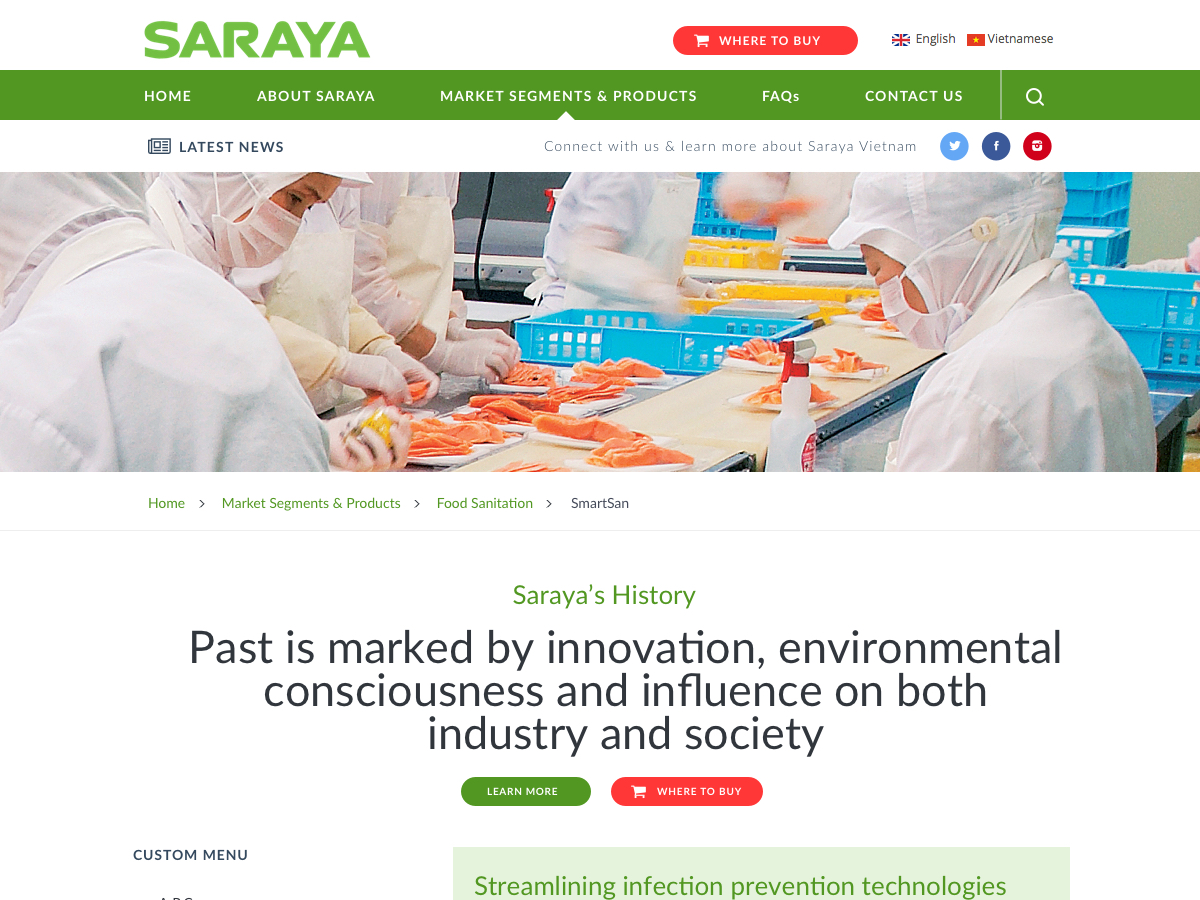 SARAYA
WHERE TO BUY
English
Vietnamese
HOME
ABOUT SARAYA
MARKET SEGMENTS & PRODUCTS
FAQs
CONTACT US
LATEST NEWS
Connect with us & learn more about Saraya Vietnam
Home > Market Segments & Products > Food Sanitation > SmartSan
Saraya’s History
Past is marked by innovation, environmental
consciousness and influence on both
industry and society
LEARN MORE
WHERE TO BUY
CUSTOM MENU
Streamlining infection prevention technologies